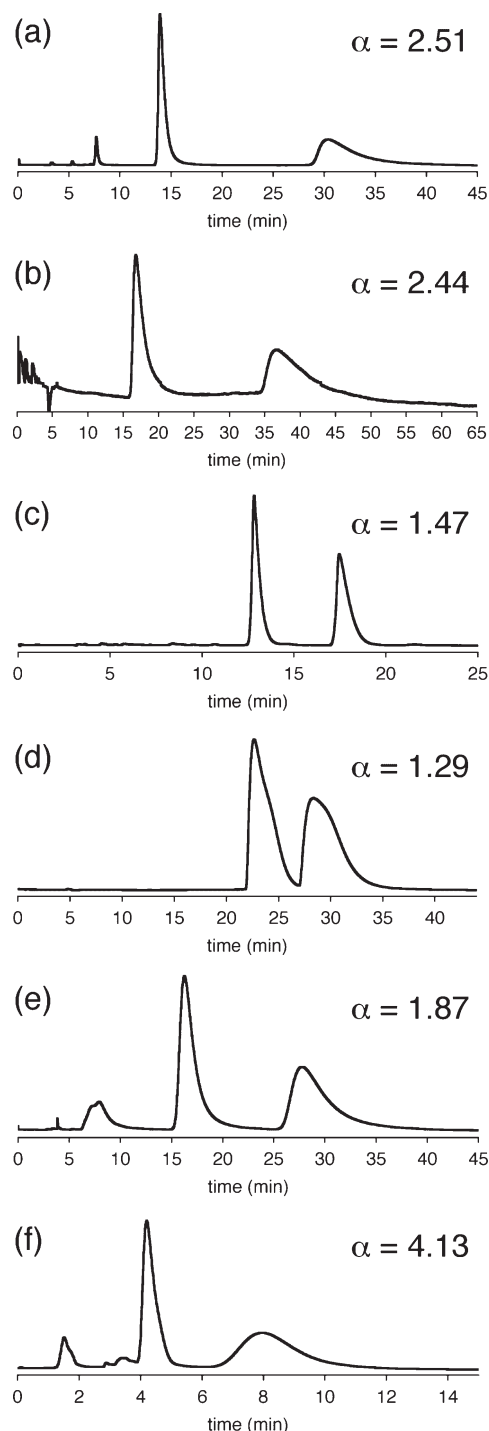 (a) α = 2.51
0 5 10 15 20 25 30 35 40 45
time (min)
(b) α = 2.44
0 5 10 15 20 25 30 35 40 45 50 55 60 65
time (min)
(c) α = 1.47
0 5 10 15 20 25
time (min)
(d) α = 1.29
0 5 10 15 20 25 30 35 40
time (min)
(e) α = 1.87
0 5 10 15 20 25 30 35 40 45
time (min)
(f) α = 4.13
0 2 4 6 8 10 12 14
time (min)